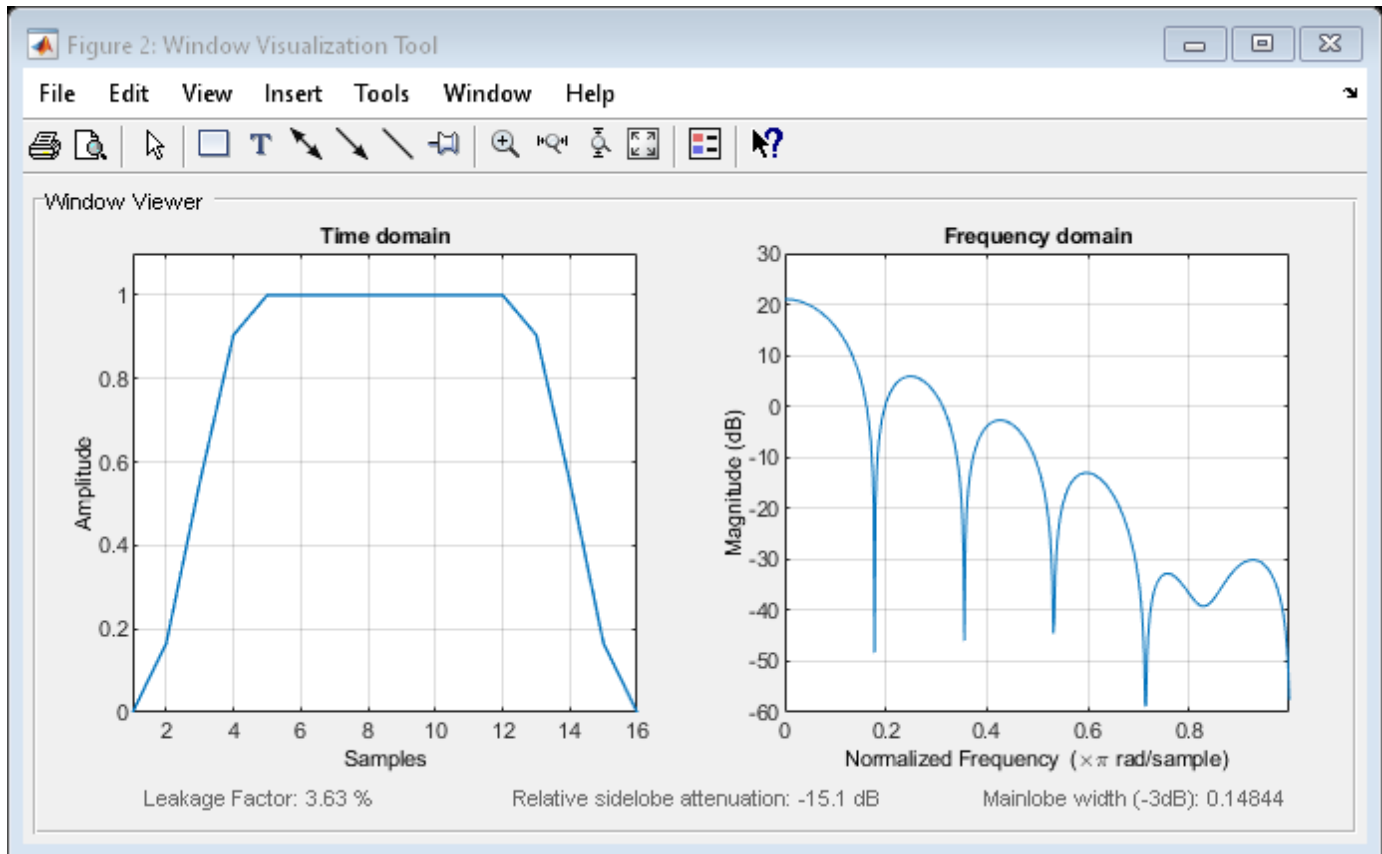 Figure 2: Window Visualization Tool
File Edit View Insert Tools Window Help
T
?
Window Viewer
Time domain
1
0.8
0.6
0.4
0.2
0
Amplitude
2 4 6 8 10 12 14 16
Samples
Frequency domain
30
20
10
0
-10
-20
-30
-40
-50
-60
Magnitude (dB)
0 0.2 0.4 0.6 0.8
Normalized Frequency (×π rad/sample)
Leakage Factor: 3.63 % Relative sidelobe attenuation: -15.1 dB Mainlobe width (-3dB): 0.14844